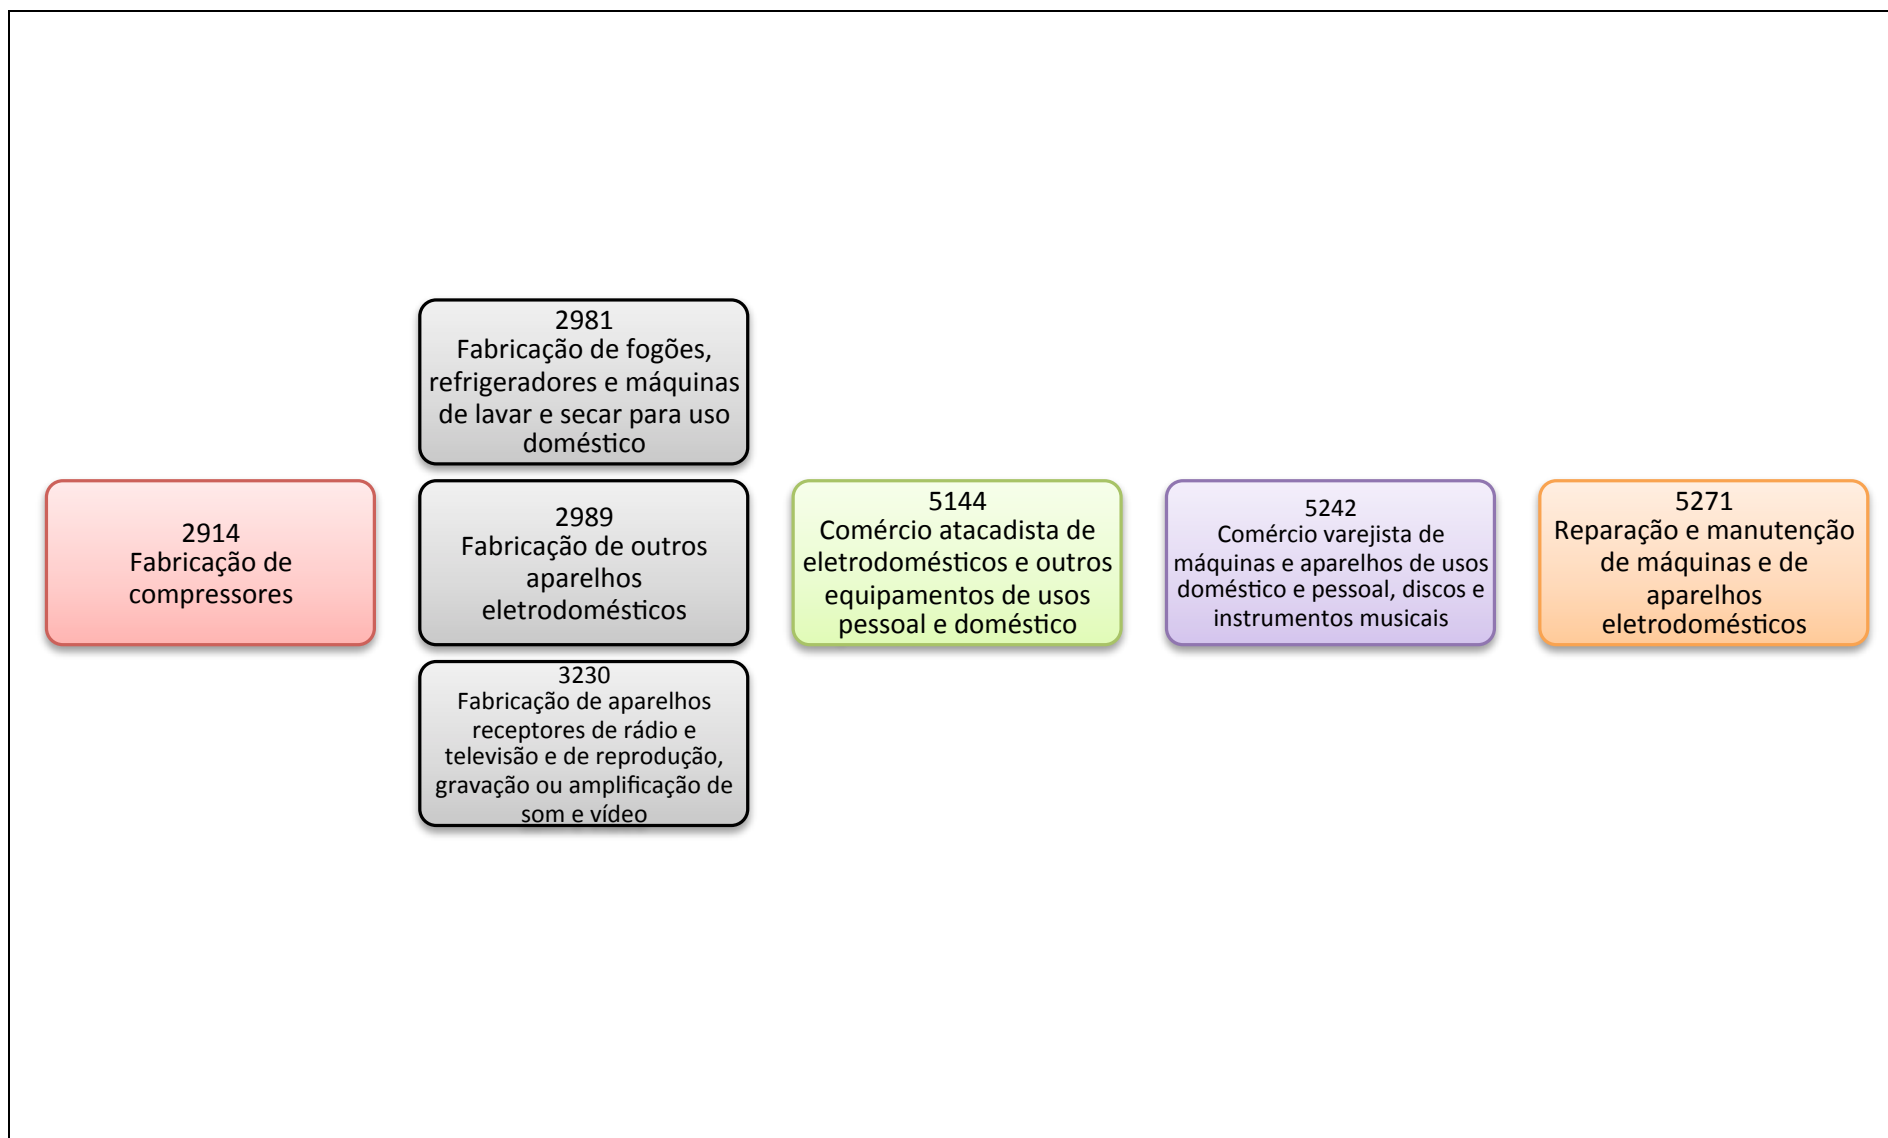 2914
Fabricação de
compressores
2981
Fabricação de fogões,
refrigeradores e máquinas
de lavar e secar para uso
doméstico
2989
Fabricação de outros
aparelhos
eletrodomésticos
3230
Fabricação de aparelhos
receptores de rádio e
televisão e de reprodução,
gravação ou amplificação de
som e vídeo
5144
Comércio atacadista de
eletrodomésticos e outros
equipamentos de usos
pessoal e doméstico
5242
Comércio varejista de
máquinas e aparelhos de usos
doméstico e pessoal, discos e
instrumentos musicais
5271
Reparação e manutenção
de máquinas e de
aparelhos
eletrodomésticos